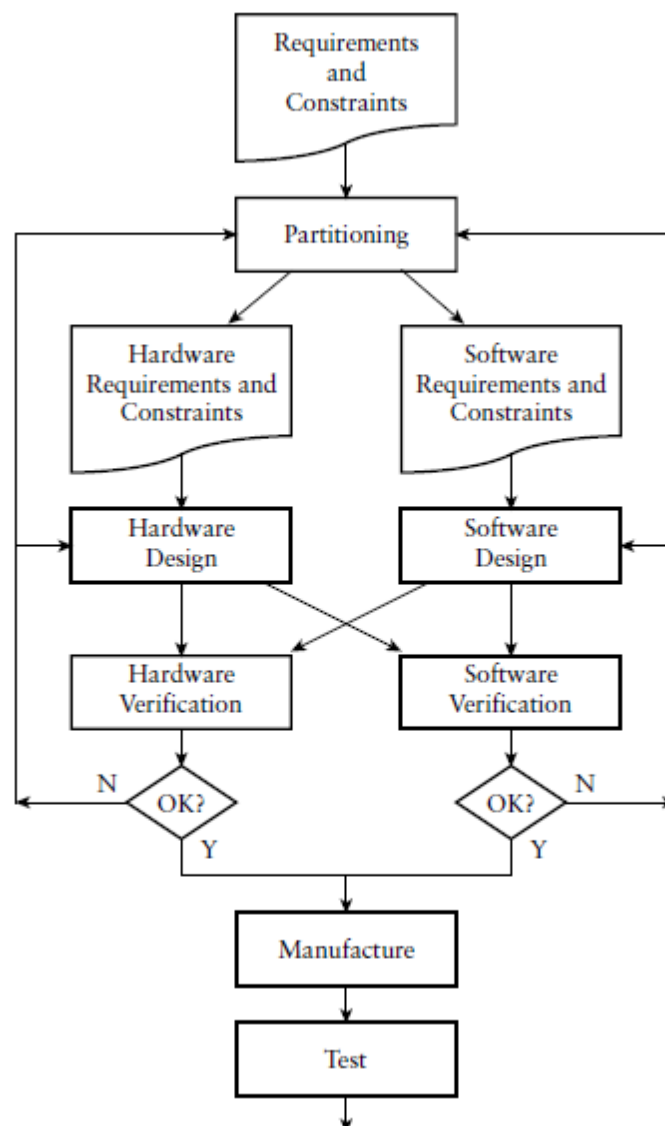 Requirements
and
Constraints
Partitioning
Hardware
Requirements and
Constraints
Software
Requirements and
Constraints
Hardware
Design
Software
Design
Hardware
Verification
Software
Verification
N
OK?
Y
OK?
N
Y
Manufacture
Test